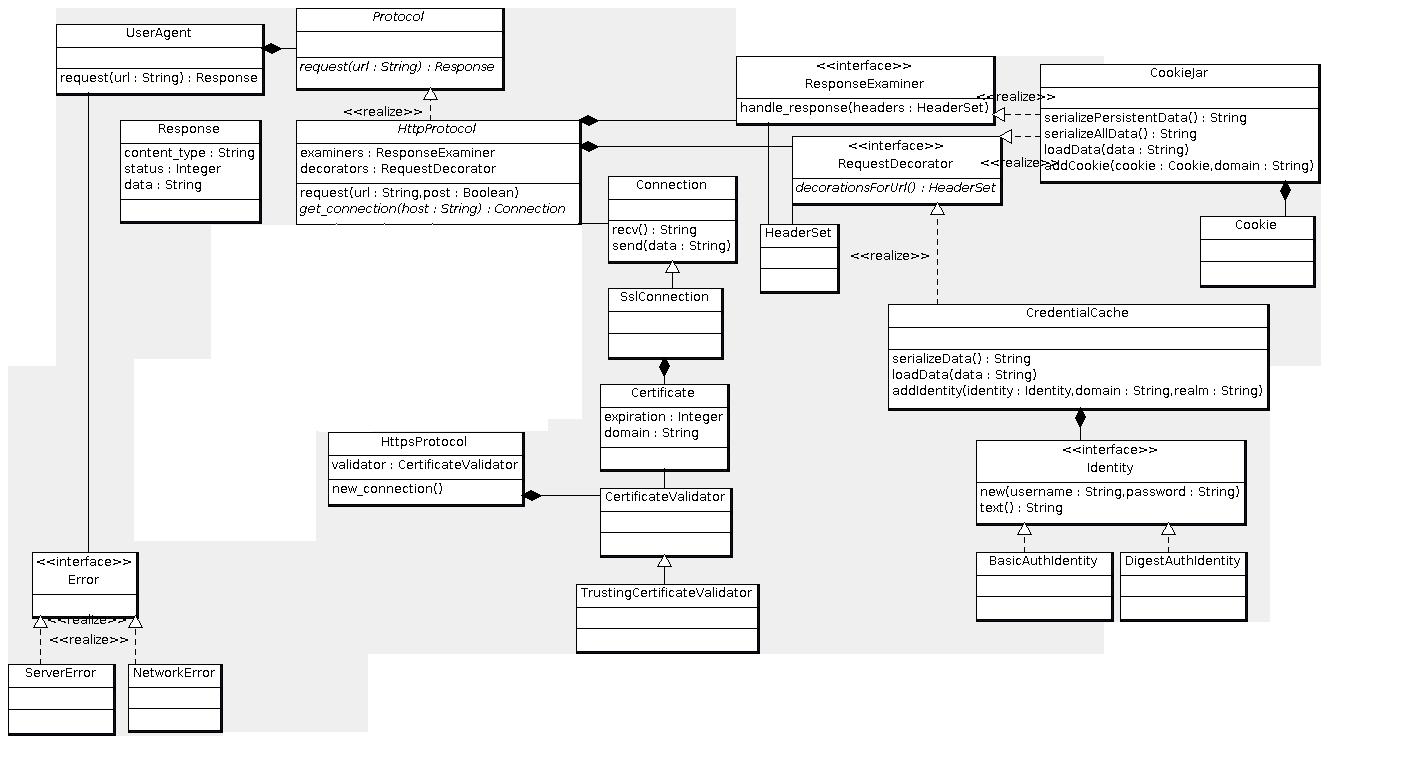 Protocol
request(url : String) : Response
UserAgent
request(url : String) : Response
<<realize>>
Response
content_type : String
status : Integer
data : String
HttpProtocol
examiners : ResponseExaminer
decorators : RequestDecorator
request(url : String,post : Boolean)
get_connection(host : String) : Connection
<<interface>>
ResponseExaminer
handle_response(headers : HeaderSet)
<<realize>>
CookieJar
serializePersistentData() : String
serializeAllData() : String
loadData(data : String)
addCookie(cookie : Cookie,domain : String)
<<interface>>
RequestDecorator
decorationsForUrl() : HeaderSet
<<realize>>
Connection
recv() : String
send(data : String)
HeaderSet
<<realize>>
Cookie
SslConnection
CredentialCache
serializeData() : String
loadData(data : String)
addIdentity(identity : Identity,domain : String,realm : String)
Certificate
expiration : Integer
domain : String
HttpsProtocol
validator : CertificateValidator
new_connection()
<<interface>>
Identity
new(username : String,password : String)
text() : String
CertificateValidator
BasicAuthIdentity
DigestAuthIdentity
TrustingCertificateValidator
<<interface>>
Error
<<realize>>
<<realize>>
ServerError
NetworkError